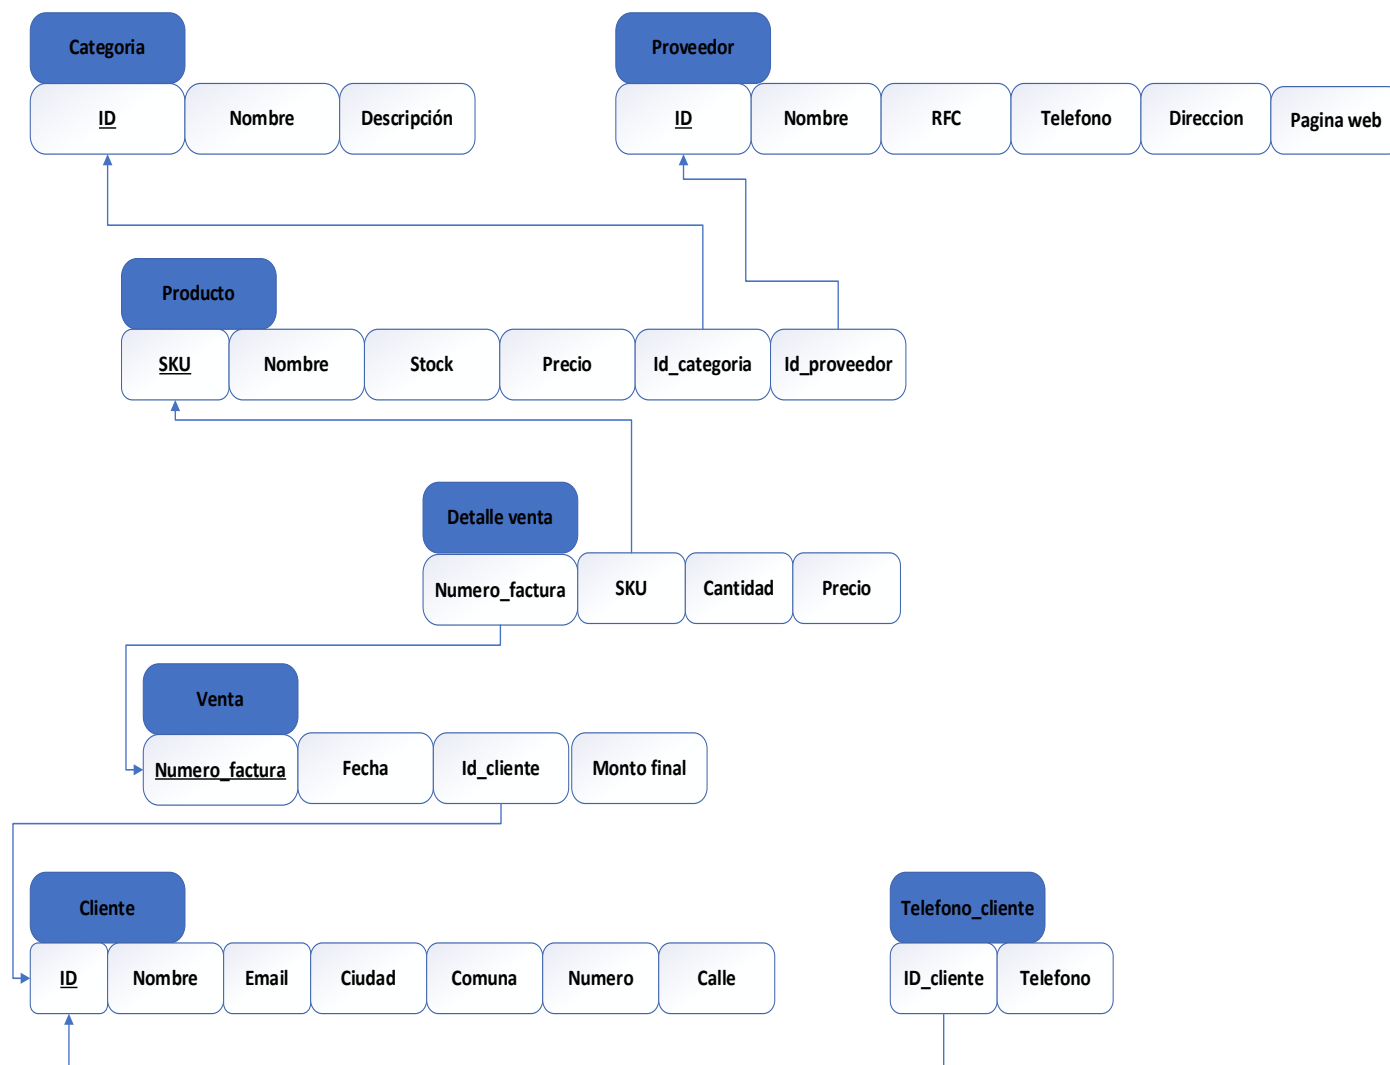 Categoria
ID Nombre Descripción
Proveedor
ID Nombre RFC Telefono Direccion Pagina web
Producto
SKU Nombre Stock Precio Id_categoria Id_proveedor
Detalle venta
Numero_factura SKU Cantidad Precio
Venta
Numero_factura Fecha Id_cliente Monto final
Cliente
ID Nombre Email Ciudad Comuna Numero Calle
Telefono_cliente
ID_cliente Telefono